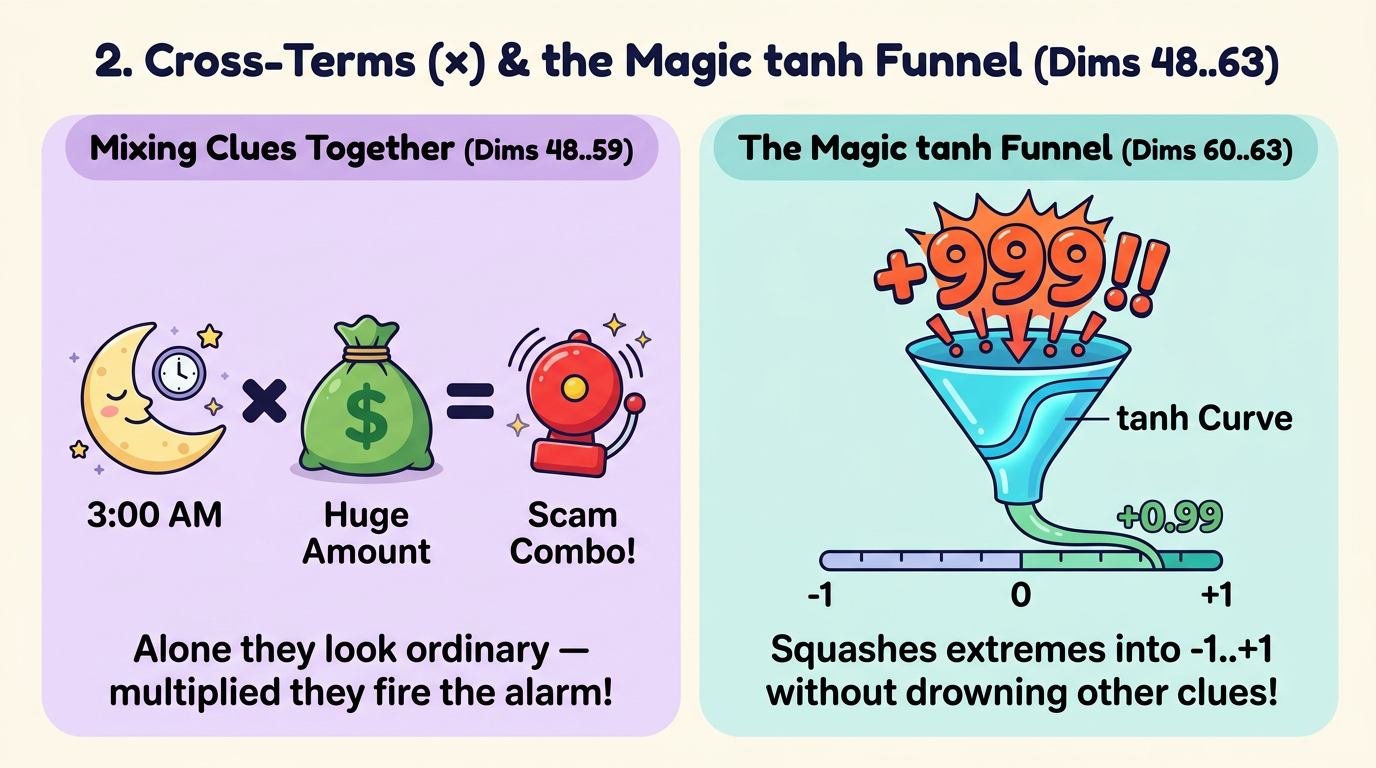 2. Cross-Terms (×) & the Magic tanh Funnel (Dims 48..63)
Mixing Clues Together (Dims 48..59)
×
$
=
3:00 AM
Huge
Amount
Scam
Combo!
Alone they look ordinary —
multiplied they fire the alarm!
The Magic tanh Funnel (Dims 60..63)
+999!!
! ! ! !
tanh Curve
+0.99
-1
0
+1
Squashes extremes into -1..+1
without drowning other clues!